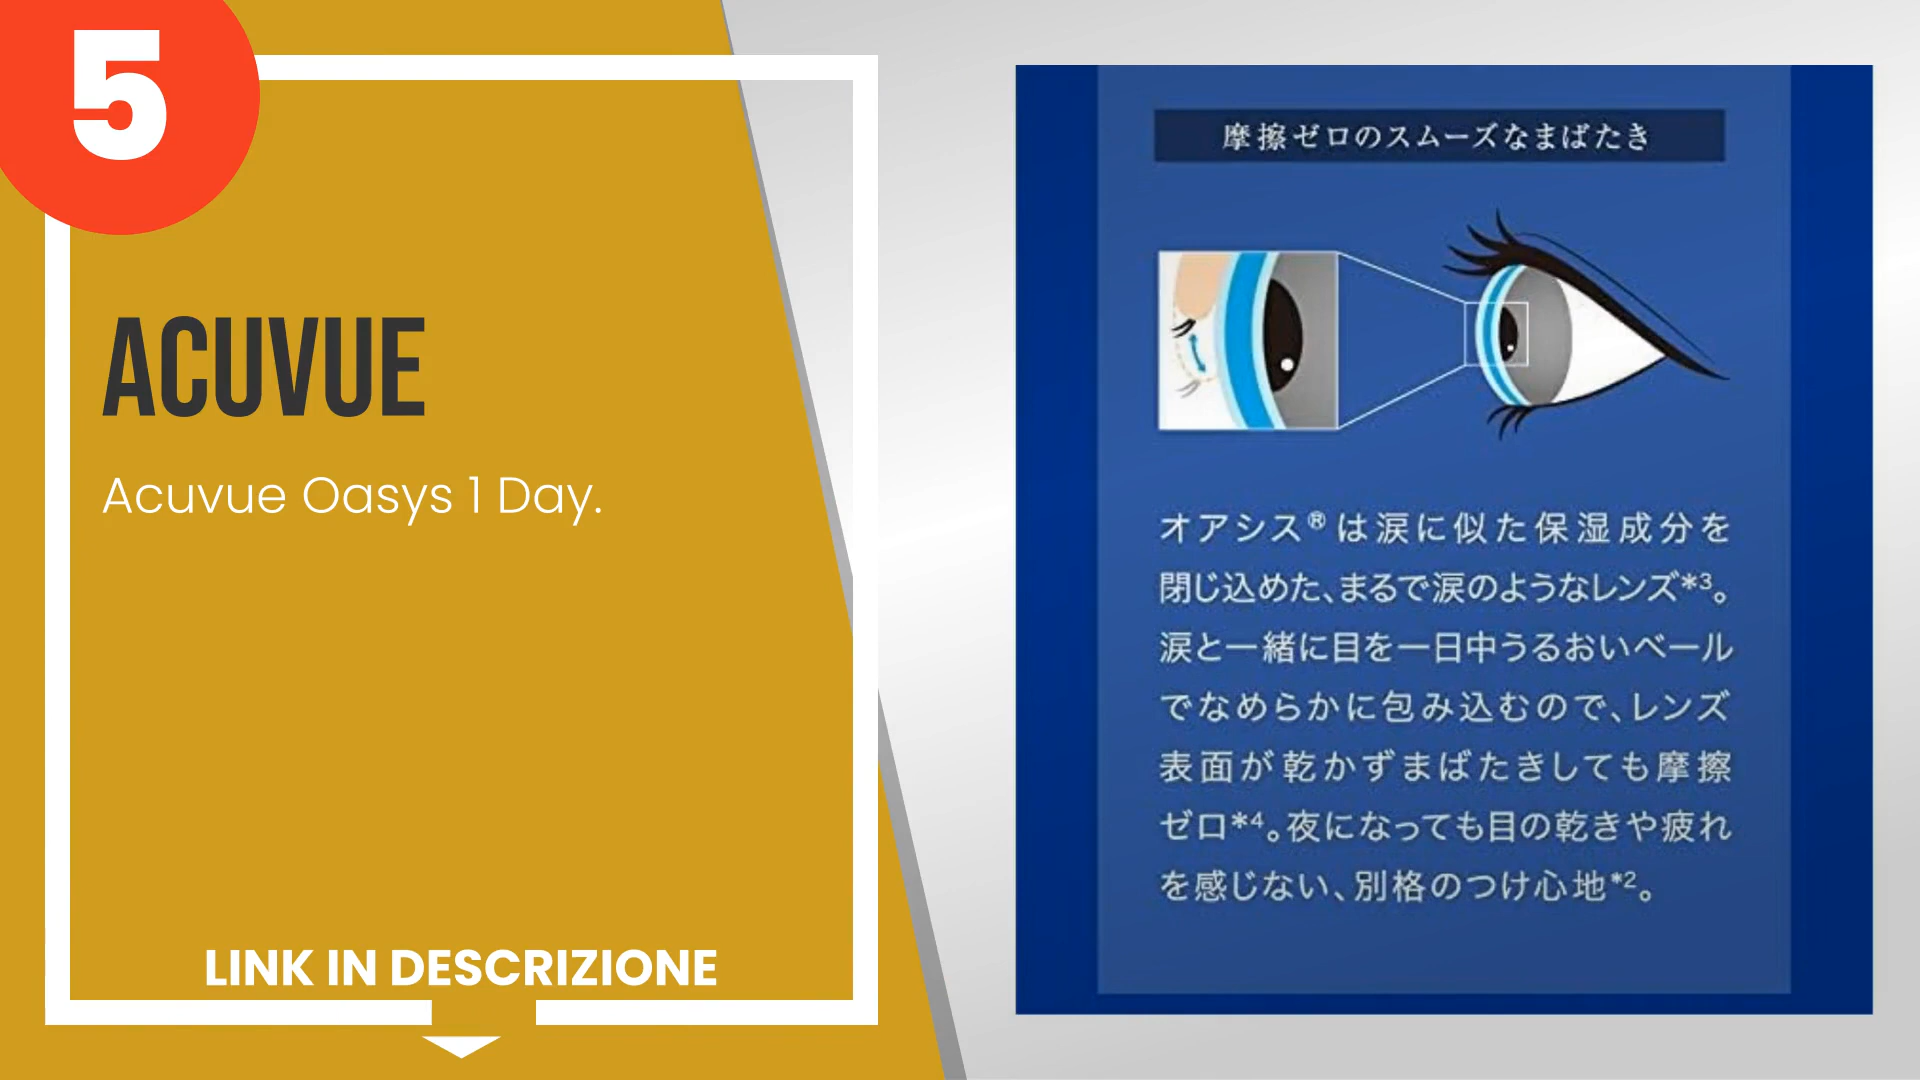 5
ACUVUE
Acuvue Oasys 1 Day.
LINK IN DESCRIZIONE
摩擦ゼロのスムーズなまばたき
オアシス®は涙に似た保湿成分を
閉じ込めた、まるで涙のようなレンズ*3。
涙と一緒に目を一日中うるおいベール
でなめらかに包み込むので、レンズ
表面が乾かずまばたきしても摩擦
ゼロ*4。夜になっても目の乾きや疲れ
を感じない、別格のつけ心地*2。